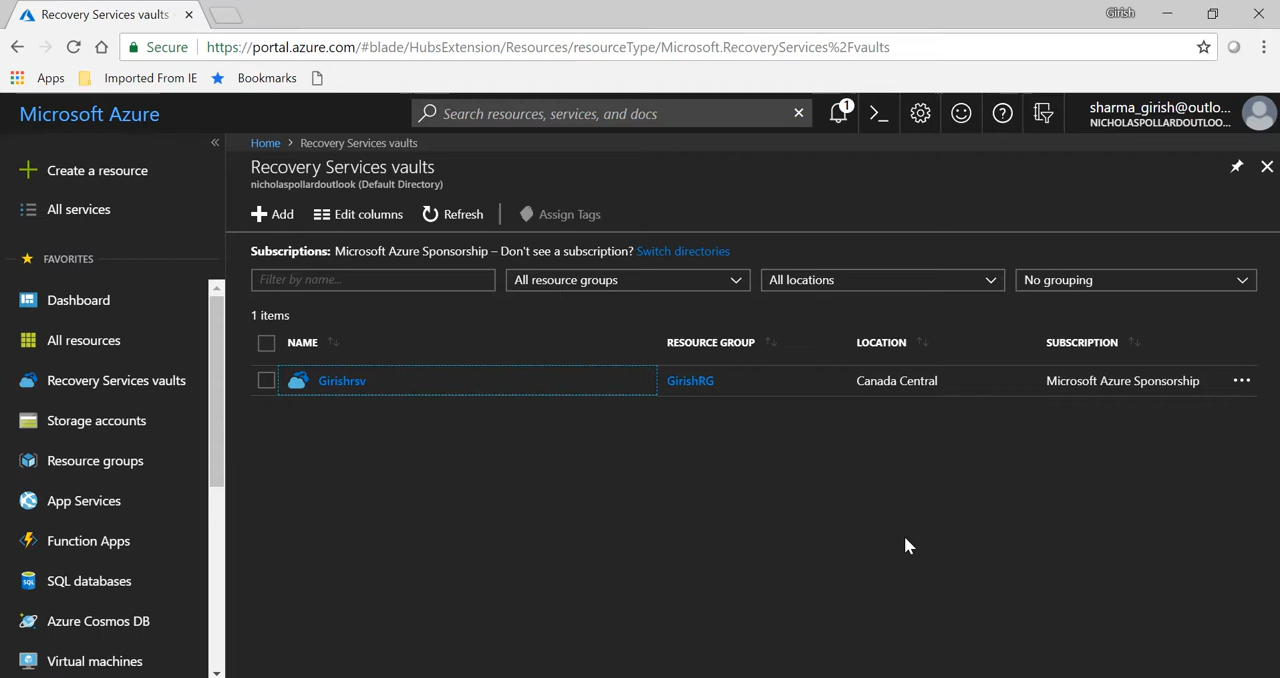 Recovery Services vaults
Girish
Secure https://portal.azure.com/#blade/HubsExtension/Resources/resourceType/Microsoft.RecoveryServices%2Fvaults
Apps Imported From IE Bookmarks
Microsoft Azure
Search resources, services, and docs
1
sharma_girish@outlo...
NICHOLASPOLLARDOUTLOO...
Create a resource
All services
FAVORITES
Dashboard
All resources
Recovery Services vaults
Storage accounts
Resource groups
App Services
Function Apps
SQL
SQL databases
Azure Cosmos DB
Virtual machines
Home > Recovery Services vaults
Recovery Services vaults
nicholaspollardoutlook (Default Directory)
Add Edit columns Refresh Assign Tags
Subscriptions: Microsoft Azure Sponsorship – Don't see a subscription? Switch directories
Filter by name... All resource groups All locations No grouping
1 items
NAME RESOURCE GROUP LOCATION SUBSCRIPTION
Girishrsv GirishRG Canada Central Microsoft Azure Sponsorship